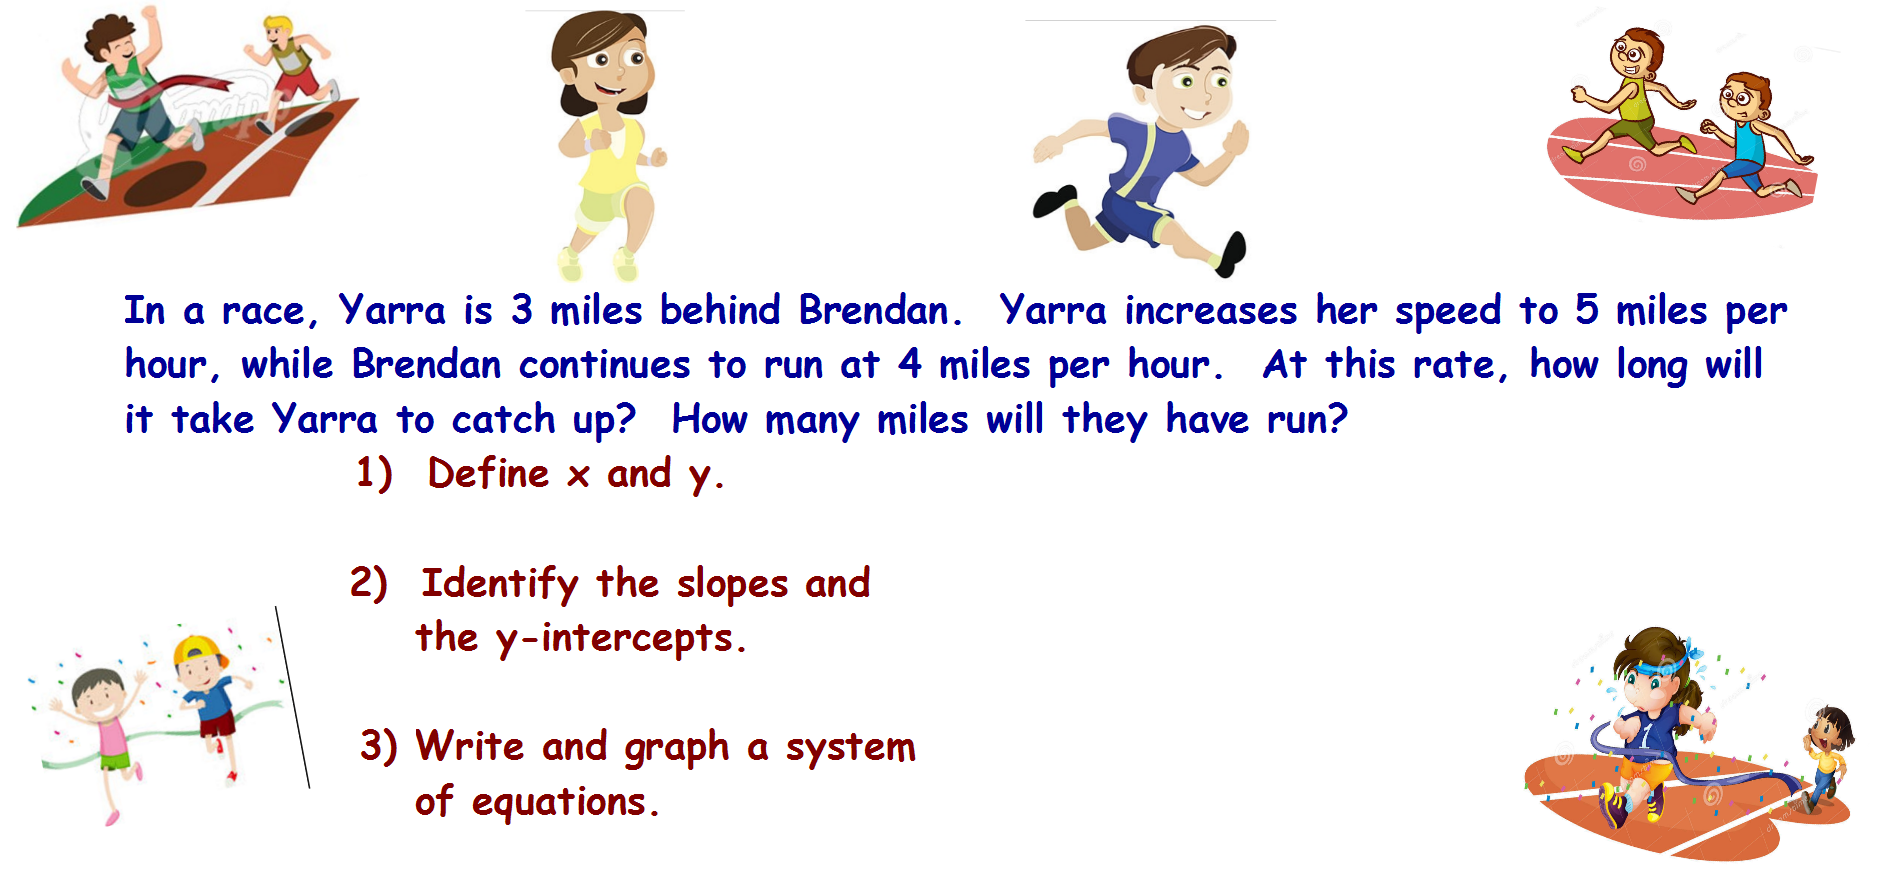 In a race, Yarra is 3 miles behind Brendan. Yarra increases her speed to 5 miles per
hour, while Brendan continues to run at 4 miles per hour. At this rate, how long will
it take Yarra to catch up? How many miles will they have run?
1) Define x and y.
2) Identify the slopes and
the y-intercepts.
3) Write and graph a system
of equations.
1